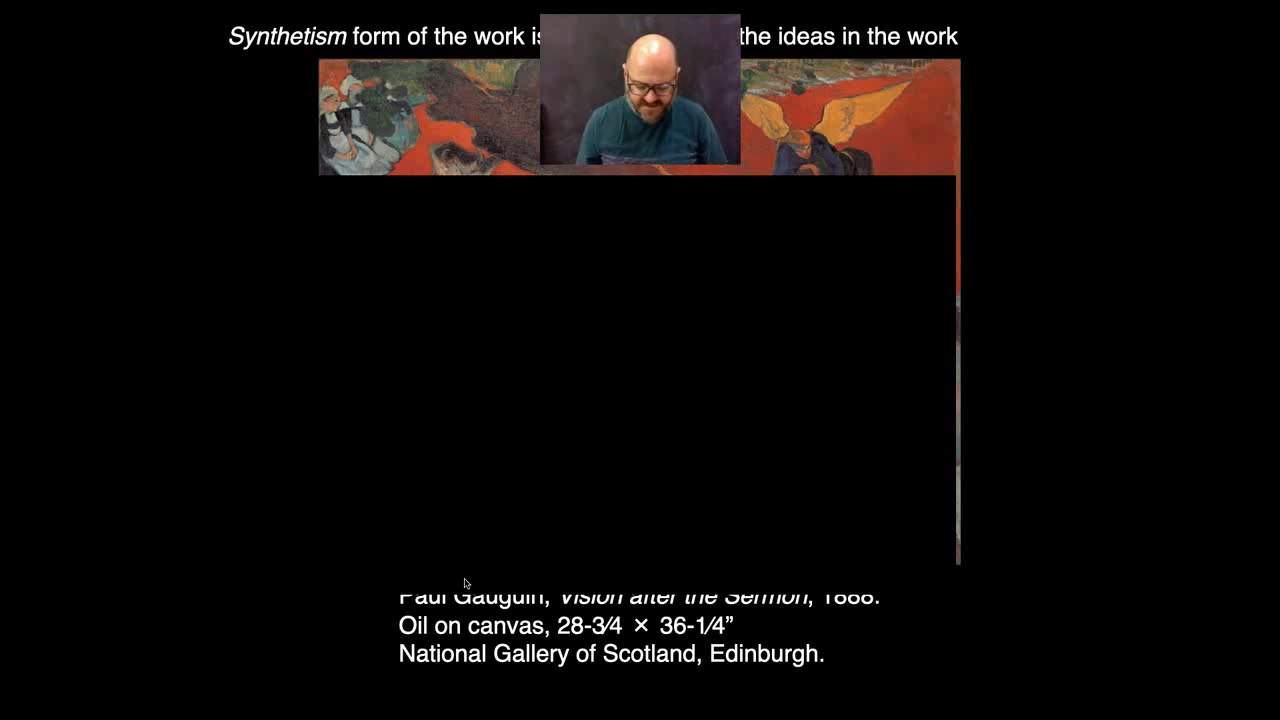 Synthetism form of the work is the ideas in the work
Paul Gauguin, Vision after the Sermon, 1888.
Oil on canvas, 28-3⁄4 × 36-1⁄4”
National Gallery of Scotland, Edinburgh.